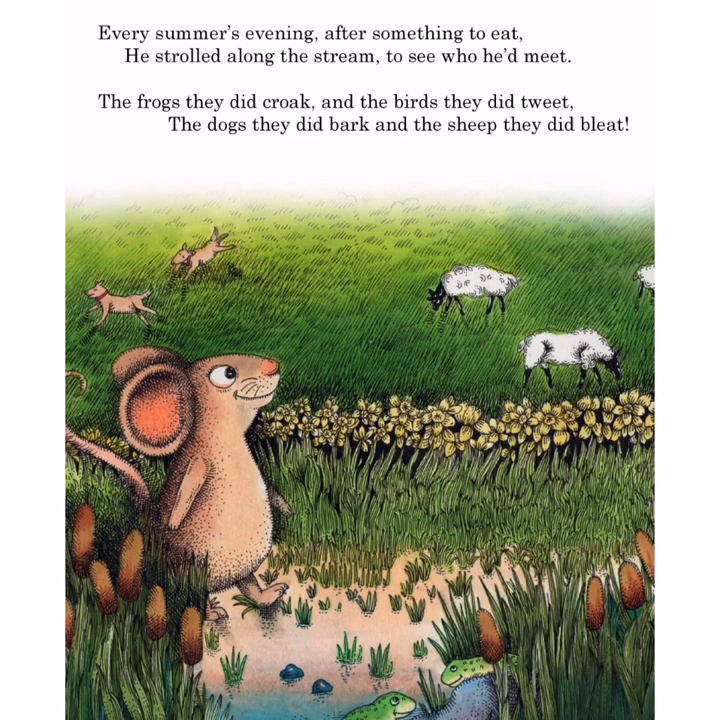 Every summer's evening, after something to eat,
He strolled along the stream, to see who he'd meet.
The frogs they did croak, and the birds they did tweet,
The dogs they did bark and the sheep they did bleat!